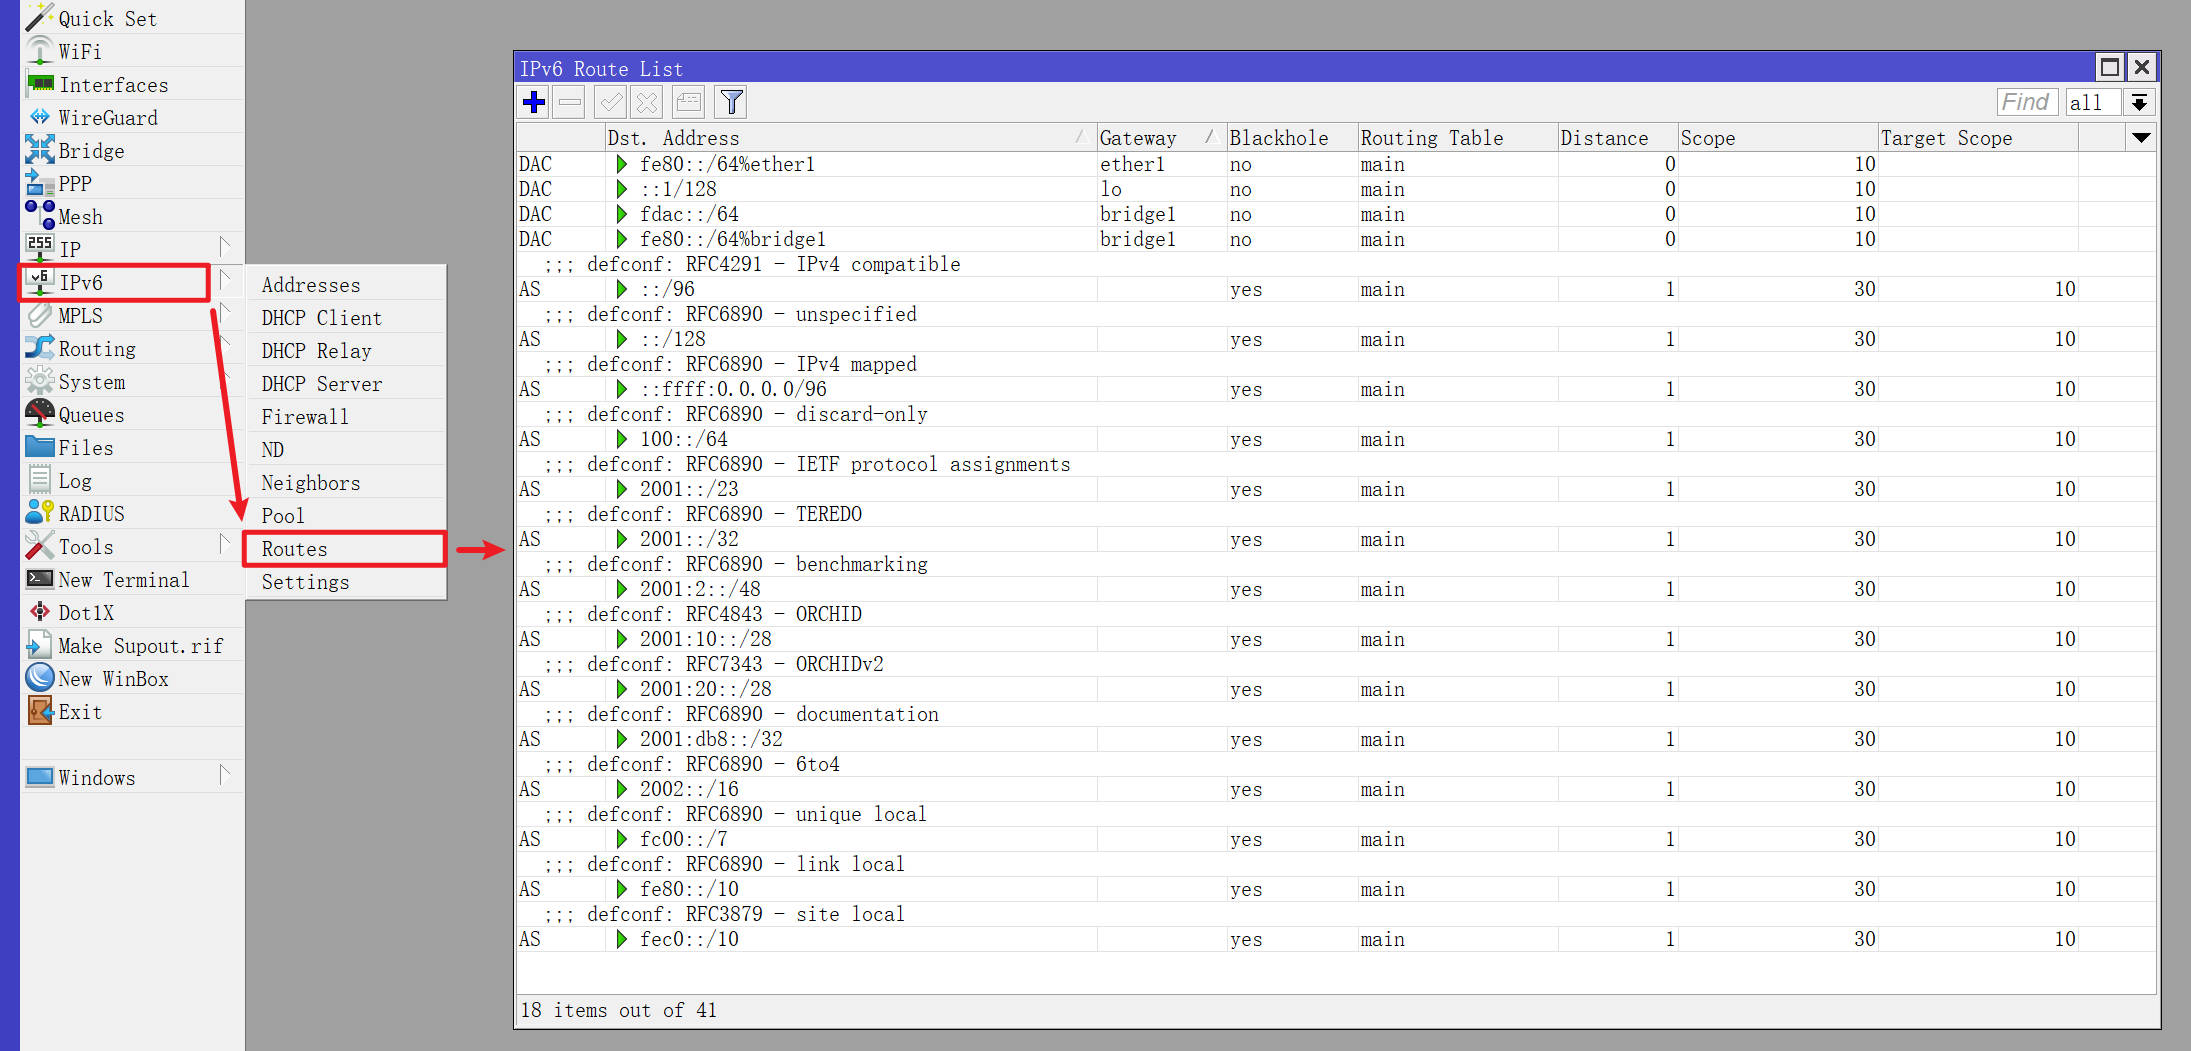 Quick Set
WiFi
Interfaces
WireGuard
Bridge
PPP
Mesh
255 IP
v6 IPv6
MPLS
Routing
System
Queues
Files
Log
RADIUS
Tools
New Terminal
Dot1X
Make Supout.rif
New WinBox
Exit
Windows
Addresses
DHCP Client
DHCP Relay
DHCP Server
Firewall
ND
Neighbors
Pool
Routes
Settings
IPv6 Route List
Find all
Dst. Address Gateway Blackhole Routing Table Distance Scope Target Scope
DAC fe80::/64%ether1 ether1 no main 0 10
DAC ::1/128 lo no main 0 10
DAC fdac::/64 bridge1 no main 0 10
DAC fe80::/64%bridge1 bridge1 no main 0 10
;;; defconf: RFC4291 - IPv4 compatible
AS ::/96 yes main 1 30 10
;;; defconf: RFC6890 - unspecified
AS ::/128 yes main 1 30 10
;;; defconf: RFC6890 - IPv4 mapped
AS ::ffff:0.0.0.0/96 yes main 1 30 10
;;; defconf: RFC6890 - discard-only
AS 100::/64 yes main 1 30 10
;;; defconf: RFC6890 - IETF protocol assignments
AS 2001::/23 yes main 1 30 10
;;; defconf: RFC6890 - TEREDO
AS 2001::/32 yes main 1 30 10
;;; defconf: RFC6890 - benchmarking
AS 2001:2::/48 yes main 1 30 10
;;; defconf: RFC4843 - ORCHID
AS 2001:10::/28 yes main 1 30 10
;;; defconf: RFC7343 - ORCHIDv2
AS 2001:20::/28 yes main 1 30 10
;;; defconf: RFC6890 - documentation
AS 2001:db8::/32 yes main 1 30 10
;;; defconf: RFC6890 - 6to4
AS 2002::/16 yes main 1 30 10
;;; defconf: RFC6890 - unique local
AS fc00::/7 yes main 1 30 10
;;; defconf: RFC6890 - link local
AS fe80::/10 yes main 1 30 10
;;; defconf: RFC3879 - site local
AS fec0::/10 yes main 1 30 10
18 items out of 41